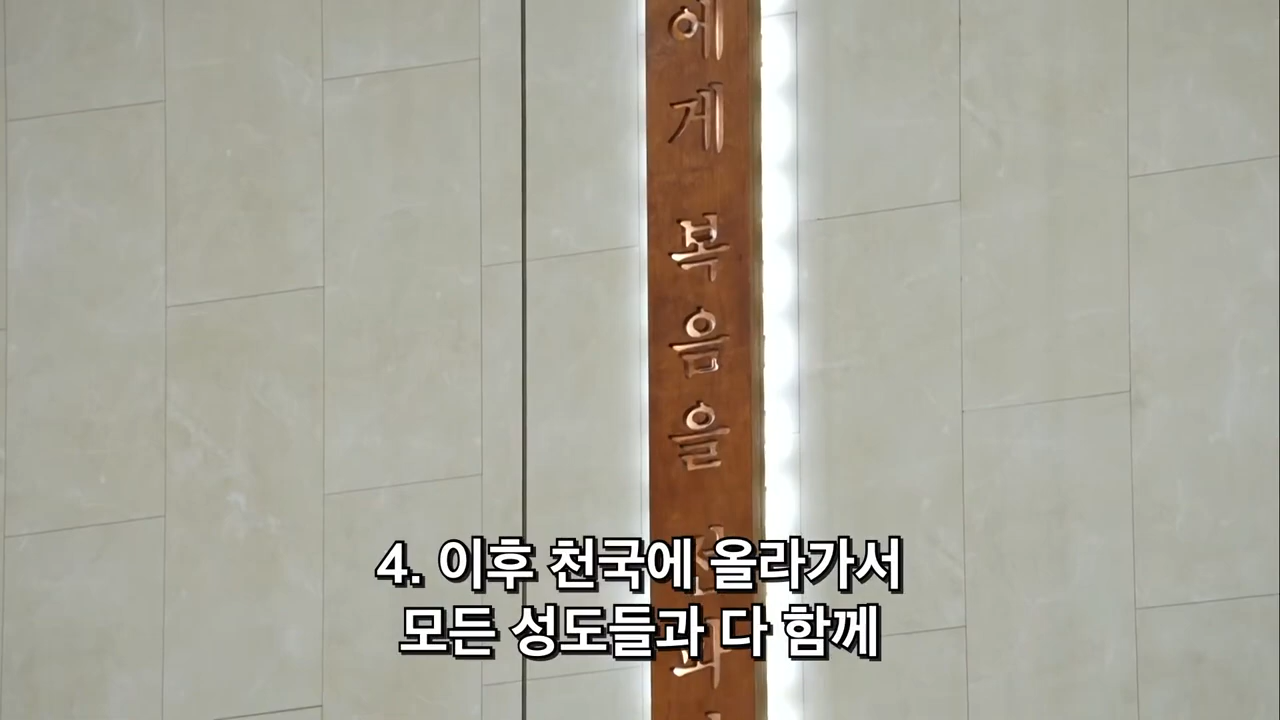 에게 복음을
4. 이후 천국에 올라가서
모든 성도들과 다 함께